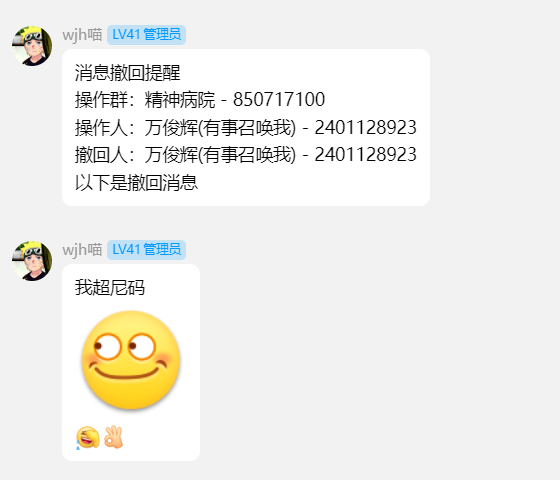 wjh喵 LV41 管理员
消息撤回提醒
操作群：精神病院 - 850717100
操作人：万俊辉(有事召唤我) - 2401128923
撤回人：万俊辉(有事召唤我) - 2401128923
以下是撤回消息
wjh喵 LV41 管理员
我超尼码